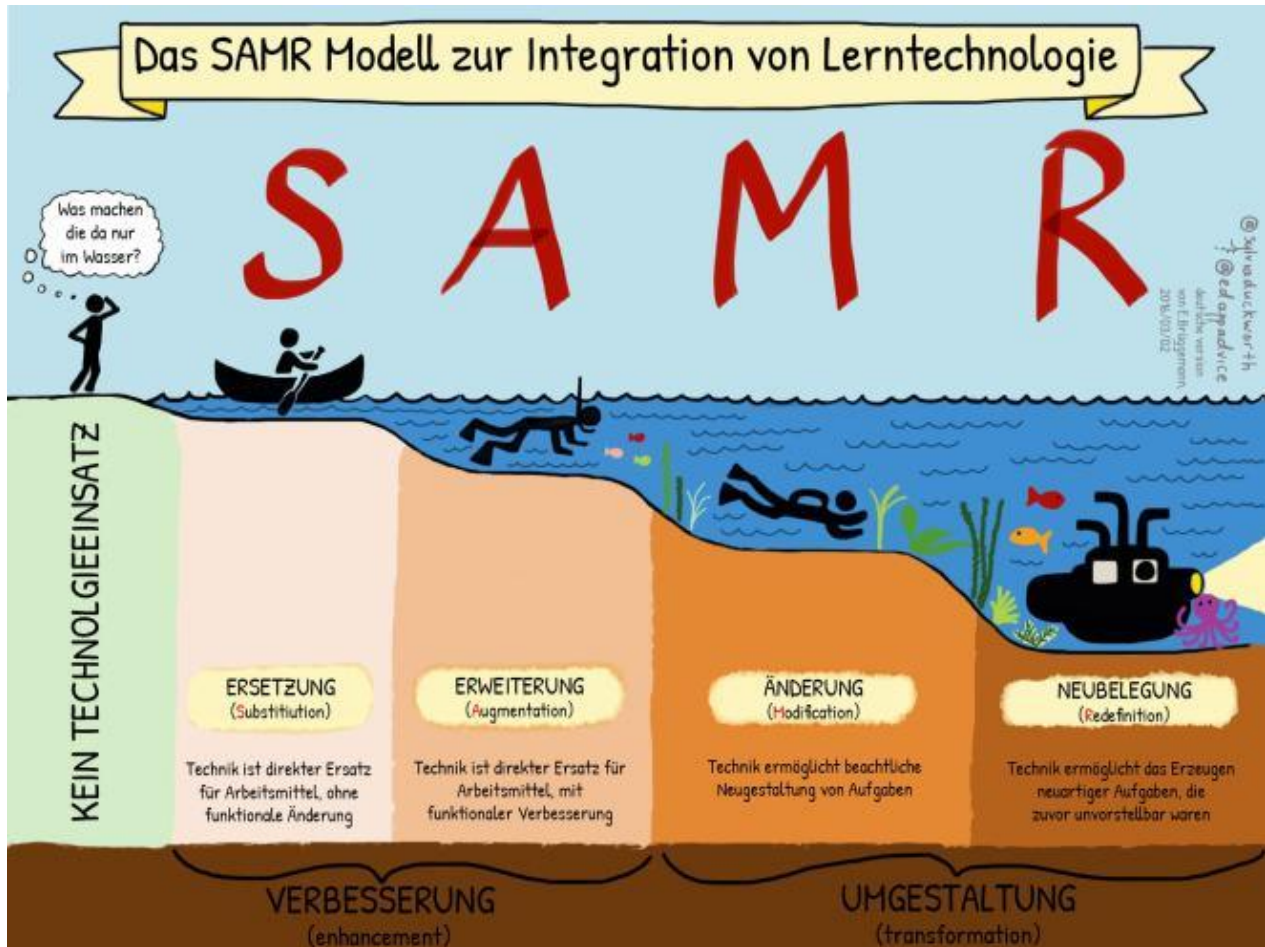 Das SAMR Modell zur Integration von Lerntechnologie
S A M R
Was machen
die da nur
im Wasser?
@sylviaduckworth
@edappadvice
deutsche version
von E.Brüggemann,
2016/03/02
KEIN TECHNOLGIEEINSATZ
ERSETZUNG
(Substitiution)
Technik ist direkter Ersatz
für Arbeitsmittel, ohne
funktionale Änderung
ERWEITERUNG
(Augmentation)
Technik ist direkter Ersatz für
Arbeitsmittel, mit
funktionaler Verbesserung
ÄNDERUNG
(Modification)
Technik ermöglicht beachtliche
Neugestaltung von Aufgaben
NEUBELEGUNG
(Redefinition)
Technik ermöglicht das Erzeugen
neuartiger Aufgaben, die
zuvor unvorstellbar waren
VERBESSERUNG
(enhancement)
UMGESTALTUNG
(transformation)